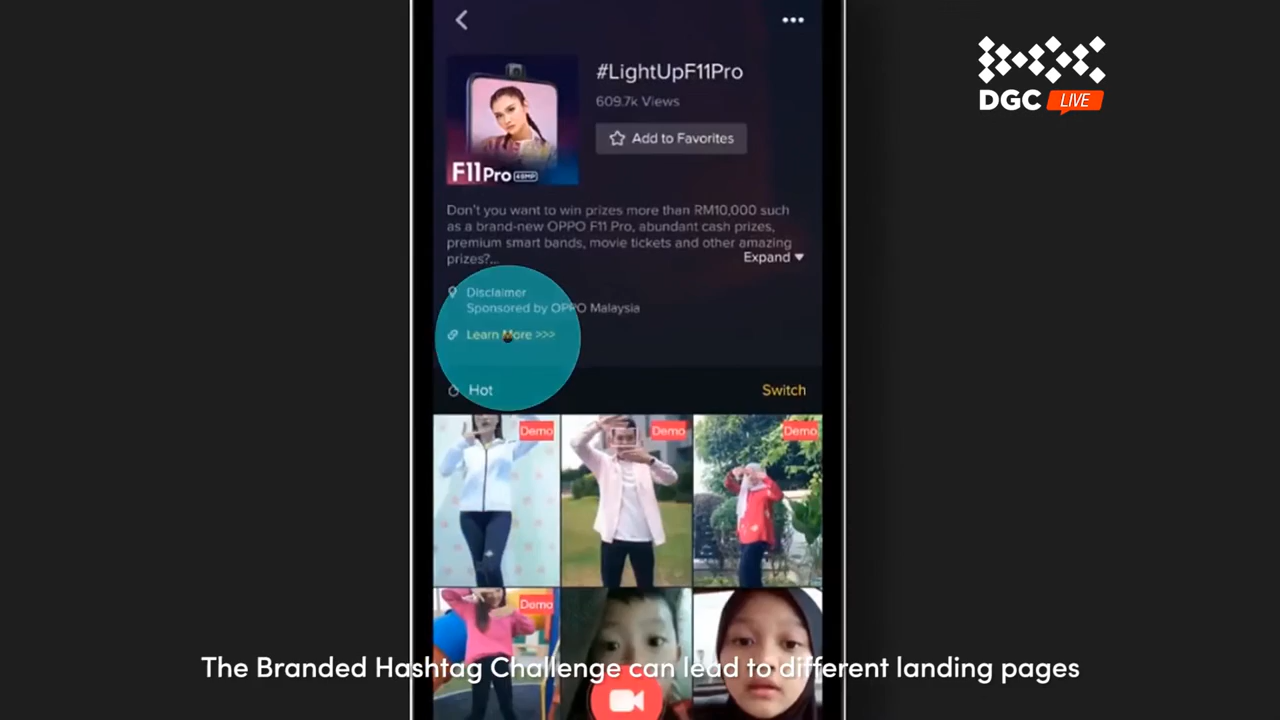 #LightUpF11Pro
609.7k Views
Add to Favorites
F11 Pro 48MP
DGC LIVE
Don't you want to win prizes more than RM10,000 such
as a brand-new OPPO F11 Pro, abundant cash prizes,
premium smart bands, movie tickets and other amazing
prizes?...
Expand
Disclaimer
Sponsored by OPPO Malaysia
Learn More >>>
Hot
Switch
Demo
Demo
Demo
Demo
The Branded Hashtag Challenge can lead to different landing pages